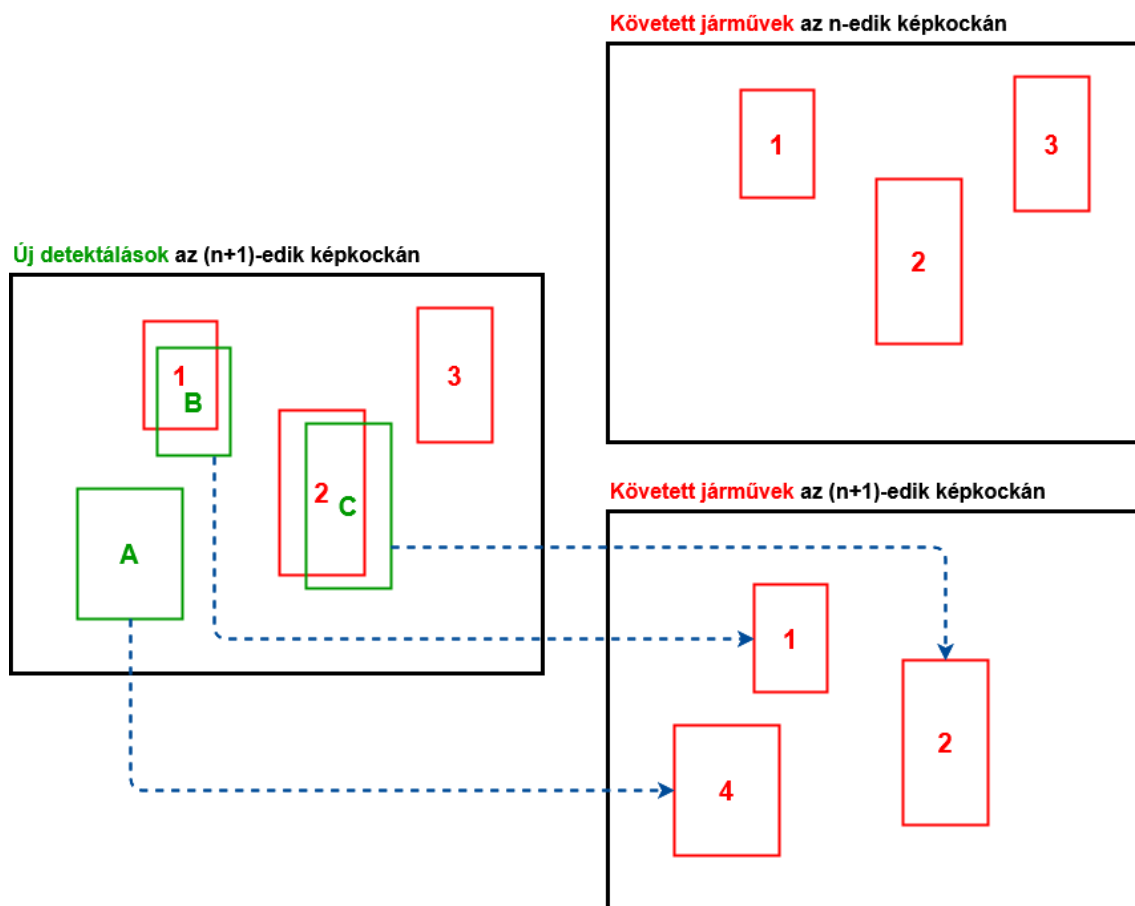 Követett járművek az n-edik képkockán
1
3
2
Új detektálások az (n+1)-edik képkockán
1
B
3
2
C
A
Követett járművek az (n+1)-edik képkockán
1
2
4